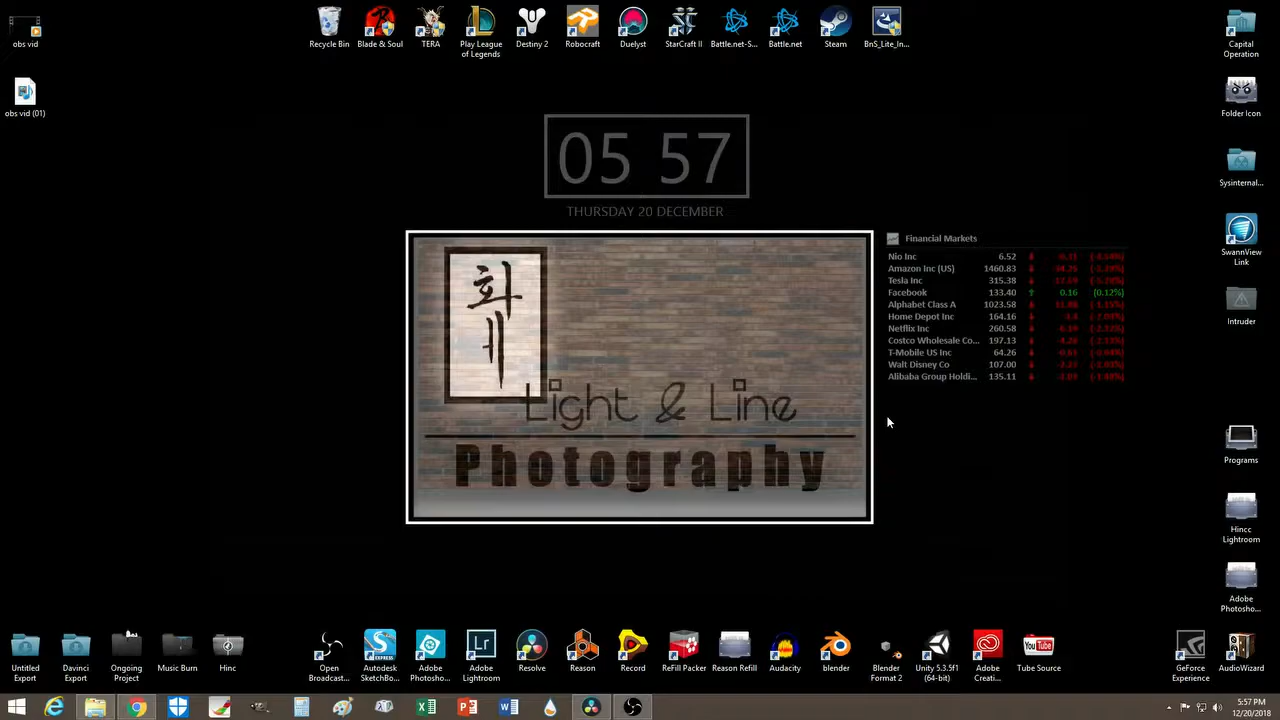 obs vid
Recycle Bin
Blade & Soul
TERA
Play League
of Legends
Destiny 2
Robocraft
Duelyst
StarCraft II
Battle.net-S...
Battle.net
Steam
BnS_Lite_In...
Capital
Operation
obs vid (01)
Folder Icon
05 57
THURSDAY 20 DECEMBER
Sysinternal...
SwannView
Link
Intruder
화
예
Light & Line
Photography
Financial Markets
Nio Inc 6.52
Amazon Inc (US) 1460.83
Tesla Inc 315.38
Facebook 133.40 0.16 (0.12%)
Alphabet Class A 1023.58
Home Depot Inc 164.16
Netflix Inc 260.58
Costco Wholesale Co... 197.13
T-Mobile US Inc 64.26
Walt Disney Co 107.00
Alibaba Group Holdi... 135.11
Programs
Hincc
Lightroom
Adobe
Photosho...
Untitled
Export
Davinci
Export
Ongoing
Project
Music Burn
Hinc
Open
Broadcast...
Autodesk
SketchBo...
Adobe
Photosho...
Adobe
Lightroom
Resolve
Reason
Record
ReFill Packer
Reason Refill
Audacity
blender
Blender
Format 2
Unity 5.3.5f1
(64-bit)
Adobe
Creati...
Tube Source
GeForce
Experience
AudioWizard
5:57 PM
12/20/2018